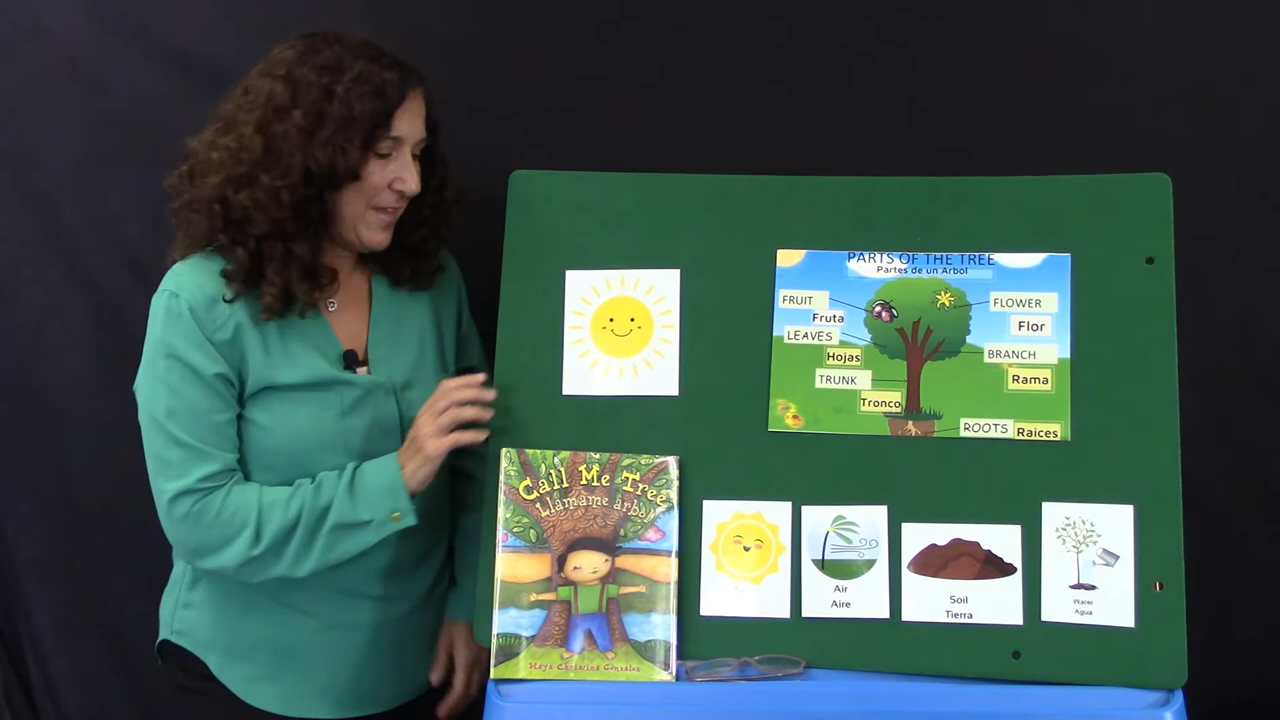 PARTS OF THE TREE
Partes de un Arbol
FRUIT
Fruta
LEAVES
Hojas
TRUNK
Tronco
FLOWER
Flor
BRANCH
Rama
ROOTS
Raices
Call Me Tree
Llámame árbol
Maya Christina Gonzalez
Air
Aire
Soil
Tierra
Water
Agua